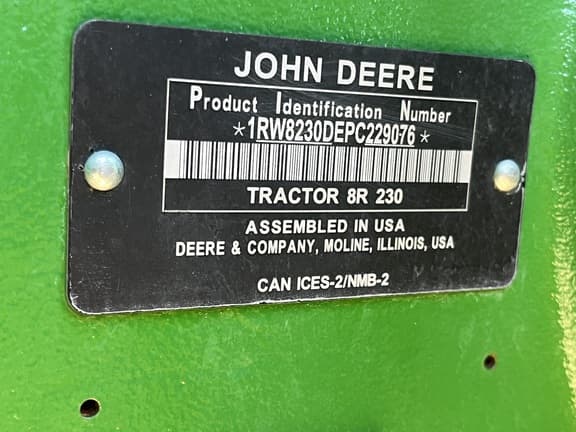 JOHN DEERE
Product Identification Number
*1RW8230DEPC229076*
TRACTOR 8R 230
ASSEMBLED IN USA
DEERE & COMPANY, MOLINE, ILLINOIS, USA
CAN ICES-2/NMB-2